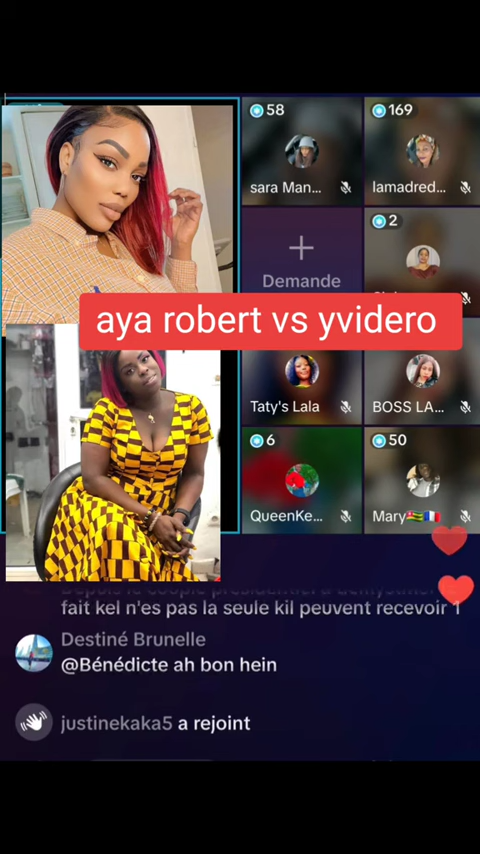 58
169
sara Man...
lamadred...
2
Demande
aya robert vs yvidero
Taty's Lala
BOSS LA...
6
50
QueenKe...
Mary🇹🇬🇫🇷
fait kel n'es pas la seule kil peuvent recevoir 1
Destiné Brunelle
@Bénédicte ah bon hein
justinekaka5 a rejoint